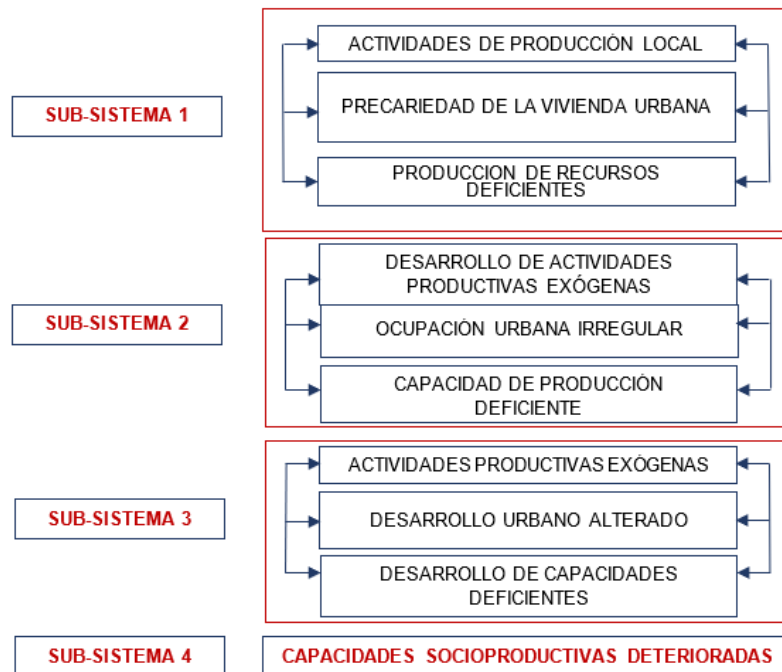 ACTIVIDADES DE PRODUCCIÓN LOCAL
SUB-SISTEMA 1
PRECARIEDAD DE LA VIVIENDA URBANA
PRODUCCION DE RECURSOS
DEFICIENTES
DESARROLLO DE ACTIVIDADES
PRODUCTIVAS EXÓGENAS
SUB-SISTEMA 2
OCUPACIÓN URBANA IRREGULAR
CAPACIDAD DE PRODUCCIÓN
DEFICIENTE
ACTIVIDADES PRODUCTIVAS EXÓGENAS
SUB-SISTEMA 3
DESARROLLO URBANO ALTERADO
DESARROLLO DE CAPACIDADES
DEFICIENTES
SUB-SISTEMA 4
CAPACIDADES SOCIOPRODUCTIVAS DETERIORADAS